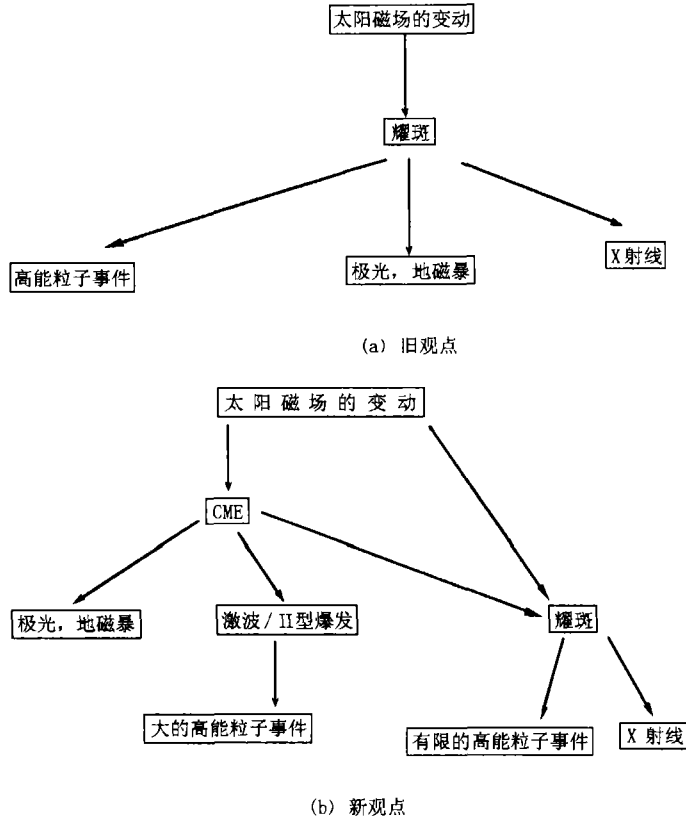 太阳磁场的变动
耀斑
高能粒子事件
极光，地磁暴
X射线
(a) 旧观点
太阳磁场的变动
CME
极光，地磁暴
激波/II型爆发
耀斑
大的高能粒子事件
有限的高能粒子事件
X 射线
(b) 新观点